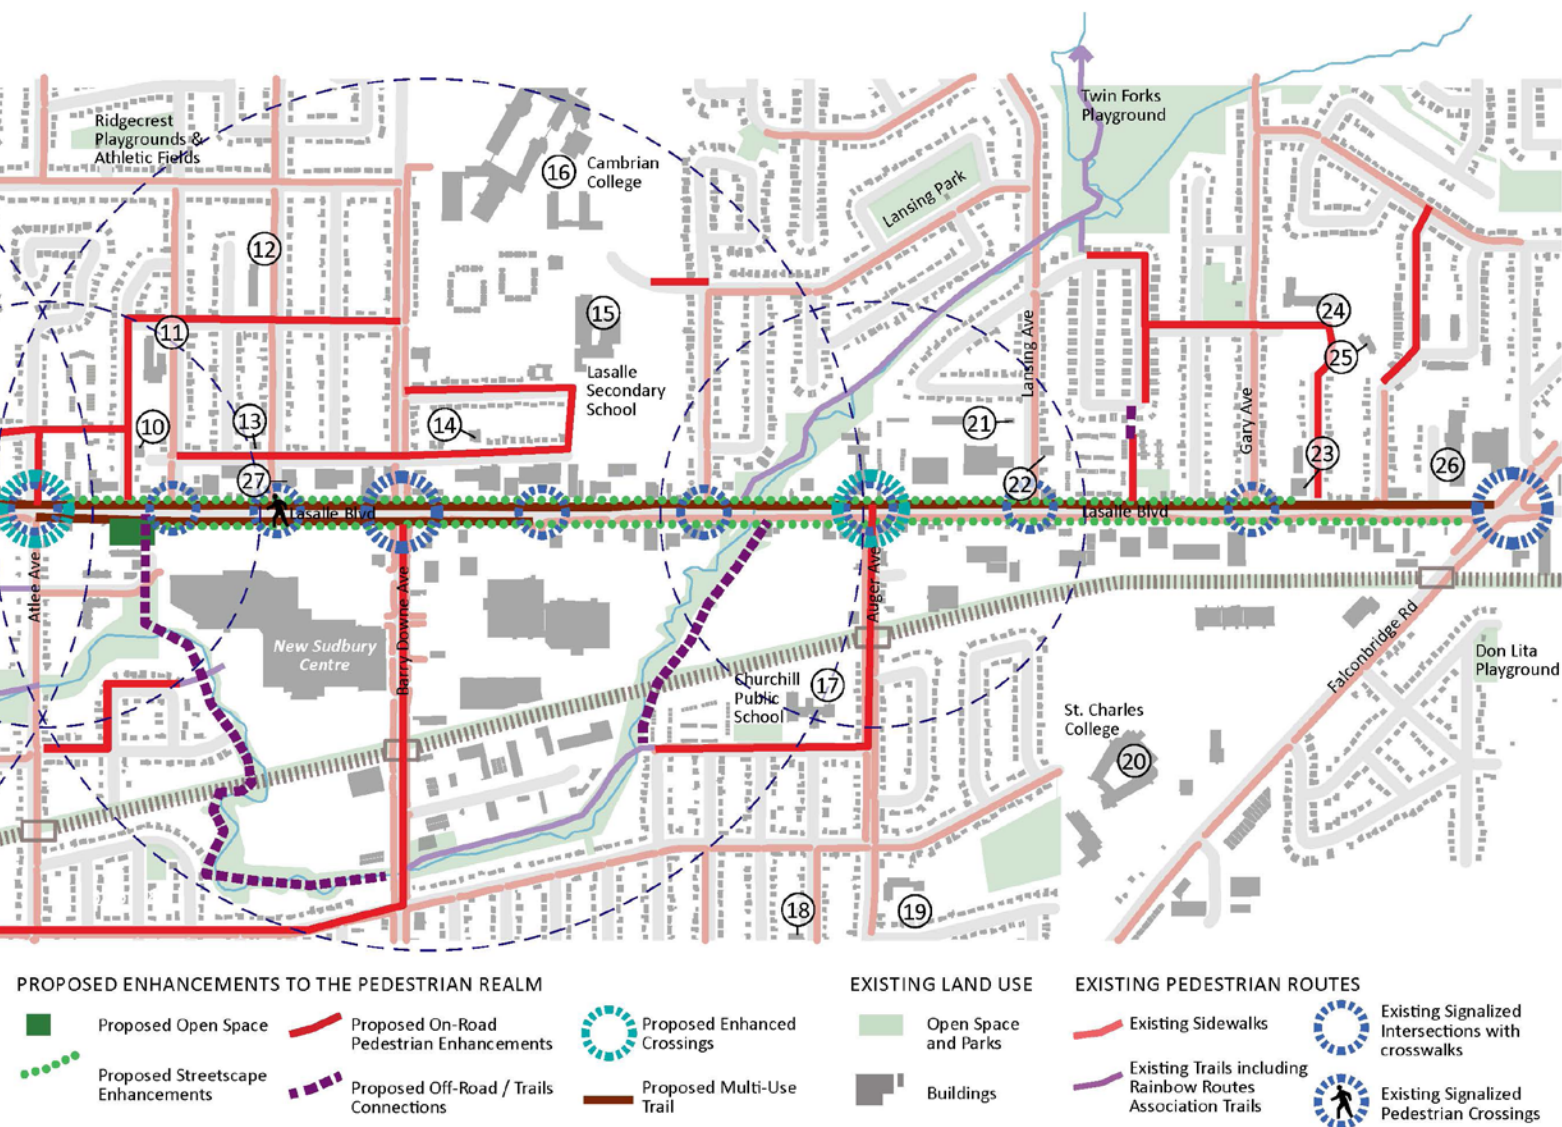 Ridgecrest
Playgrounds &
Athletic Fields
16
Cambrian
College
Twin Forks
Playground
Lansing Park
12
11
15
Lasalle
Secondary
School
24
25
Lansing Ave
Gary Ave
10
13
14
21
27
22
23
26
Lasalle Blvd
Lasalle Blvd
Atlee Ave
Barry Downe Ave
Auger Ave
New Sudbury
Centre
Falconbridge Rd
Don Lita
Playground
Churchill
Public
School
17
St. Charles
College
20
18
19
PROPOSED ENHANCEMENTS TO THE PEDESTRIAN REALM
Proposed Open Space
Proposed Streetscape
Enhancements
Proposed On-Road
Pedestrian Enhancements
Proposed Off-Road / Trails
Connections
Proposed Enhanced
Crossings
Proposed Multi-Use
Trail
EXISTING LAND USE
Open Space
and Parks
Buildings
EXISTING PEDESTRIAN ROUTES
Existing Sidewalks
Existing Trails including
Rainbow Routes
Association Trails
Existing Signalized
Intersections with
crosswalks
Existing Signalized
Pedestrian Crossings